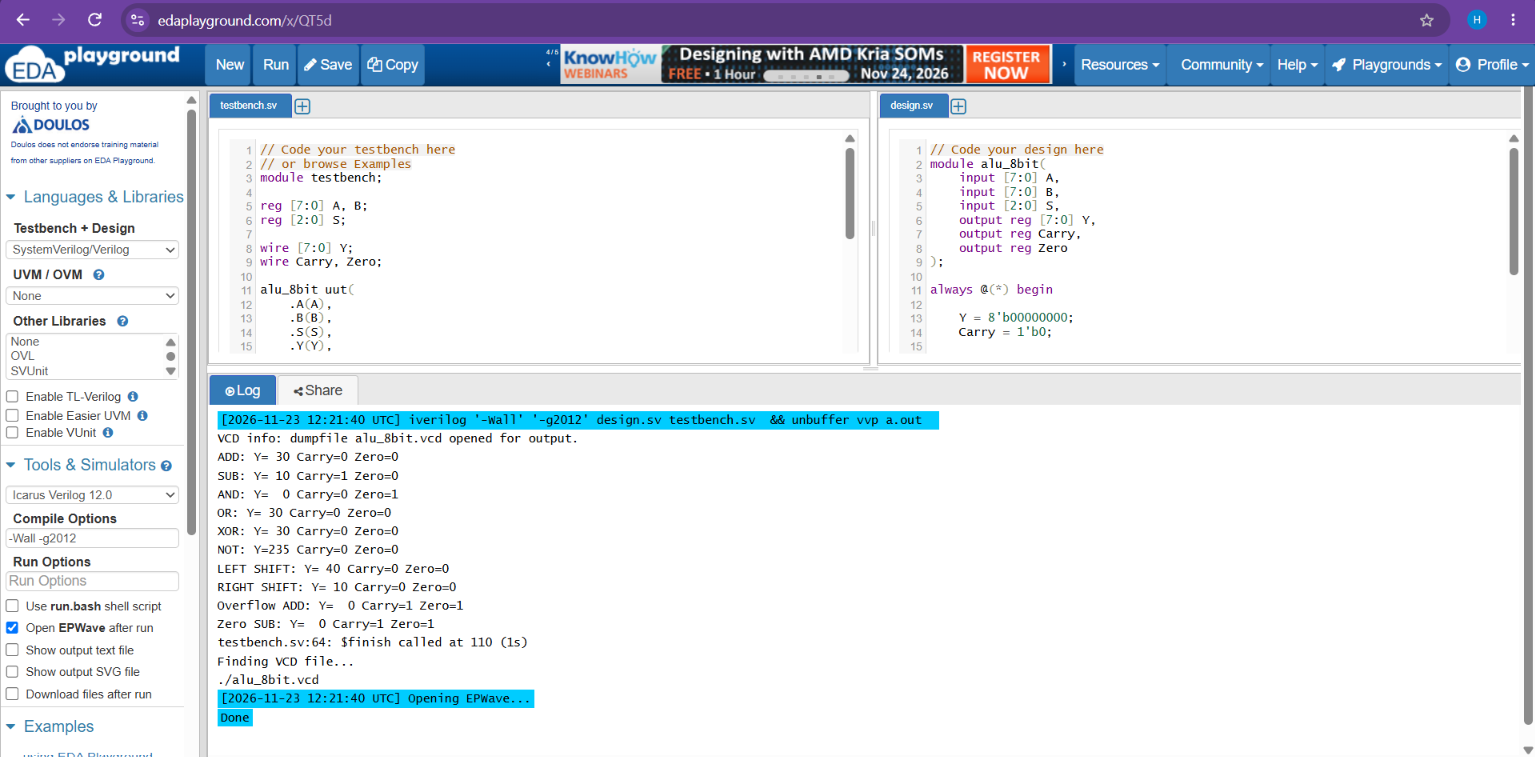 edaplayground.com/x/QT5d
H
EDA playground
New
Run
Save
Copy
4/5
KnowHow
WEBINARS
Designing with AMD Kria SOMs
FREE • 1 Hour
Nov 24, 2026
REGISTER
NOW
Resources
Community
Help
Playgrounds
Profile
Brought to you by
DOULOS
Doulos does not endorse training material
from other suppliers on EDA Playground.
Languages & Libraries
Testbench + Design
SystemVerilog/Verilog
UVM / OVM ?
None
Other Libraries ?
None
OVL
SVUnit
Enable TL-Verilog i
Enable Easier UVM i
Enable VUnit i
Tools & Simulators ?
Icarus Verilog 12.0
Compile Options
-Wall -g2012
Run Options
Run Options
Use run.bash shell script
Open EPWave after run
Show output text file
Show output SVG file
Download files after run
Examples
using EDA Playground
testbench.sv
1 // Code your testbench here
2 // or browse Examples
3 module testbench;
4
5 reg [7:0] A, B;
6 reg [2:0] S;
7
8 wire [7:0] Y;
9 wire Carry, Zero;
10
11 alu_8bit uut(
12     .A(A),
13     .B(B),
14     .S(S),
15     .Y(Y),
design.sv
1 // Code your design here
2 module alu_8bit(
3     input [7:0] A,
4     input [7:0] B,
5     input [2:0] S,
6     output reg [7:0] Y,
7     output reg Carry,
8     output reg Zero
9 );
10
11 always @(*) begin
12
13     Y = 8'b00000000;
14     Carry = 1'b0;
15
Log
Share
[2026-11-23 12:21:40 UTC] iverilog '-Wall' '-g2012' design.sv testbench.sv  && unbuffer vvp a.out
VCD info: dumpfile alu_8bit.vcd opened for output.
ADD: Y= 30 Carry=0 Zero=0
SUB: Y= 10 Carry=1 Zero=0
AND: Y=  0 Carry=0 Zero=1
OR: Y= 30 Carry=0 Zero=0
XOR: Y= 30 Carry=0 Zero=0
NOT: Y=235 Carry=0 Zero=0
LEFT SHIFT: Y= 40 Carry=0 Zero=0
RIGHT SHIFT: Y= 10 Carry=0 Zero=0
Overflow ADD: Y=  0 Carry=1 Zero=1
Zero SUB: Y=  0 Carry=1 Zero=1
testbench.sv:64: $finish called at 110 (1s)
Finding VCD file...
./alu_8bit.vcd
[2026-11-23 12:21:40 UTC] Opening EPWave...
Done